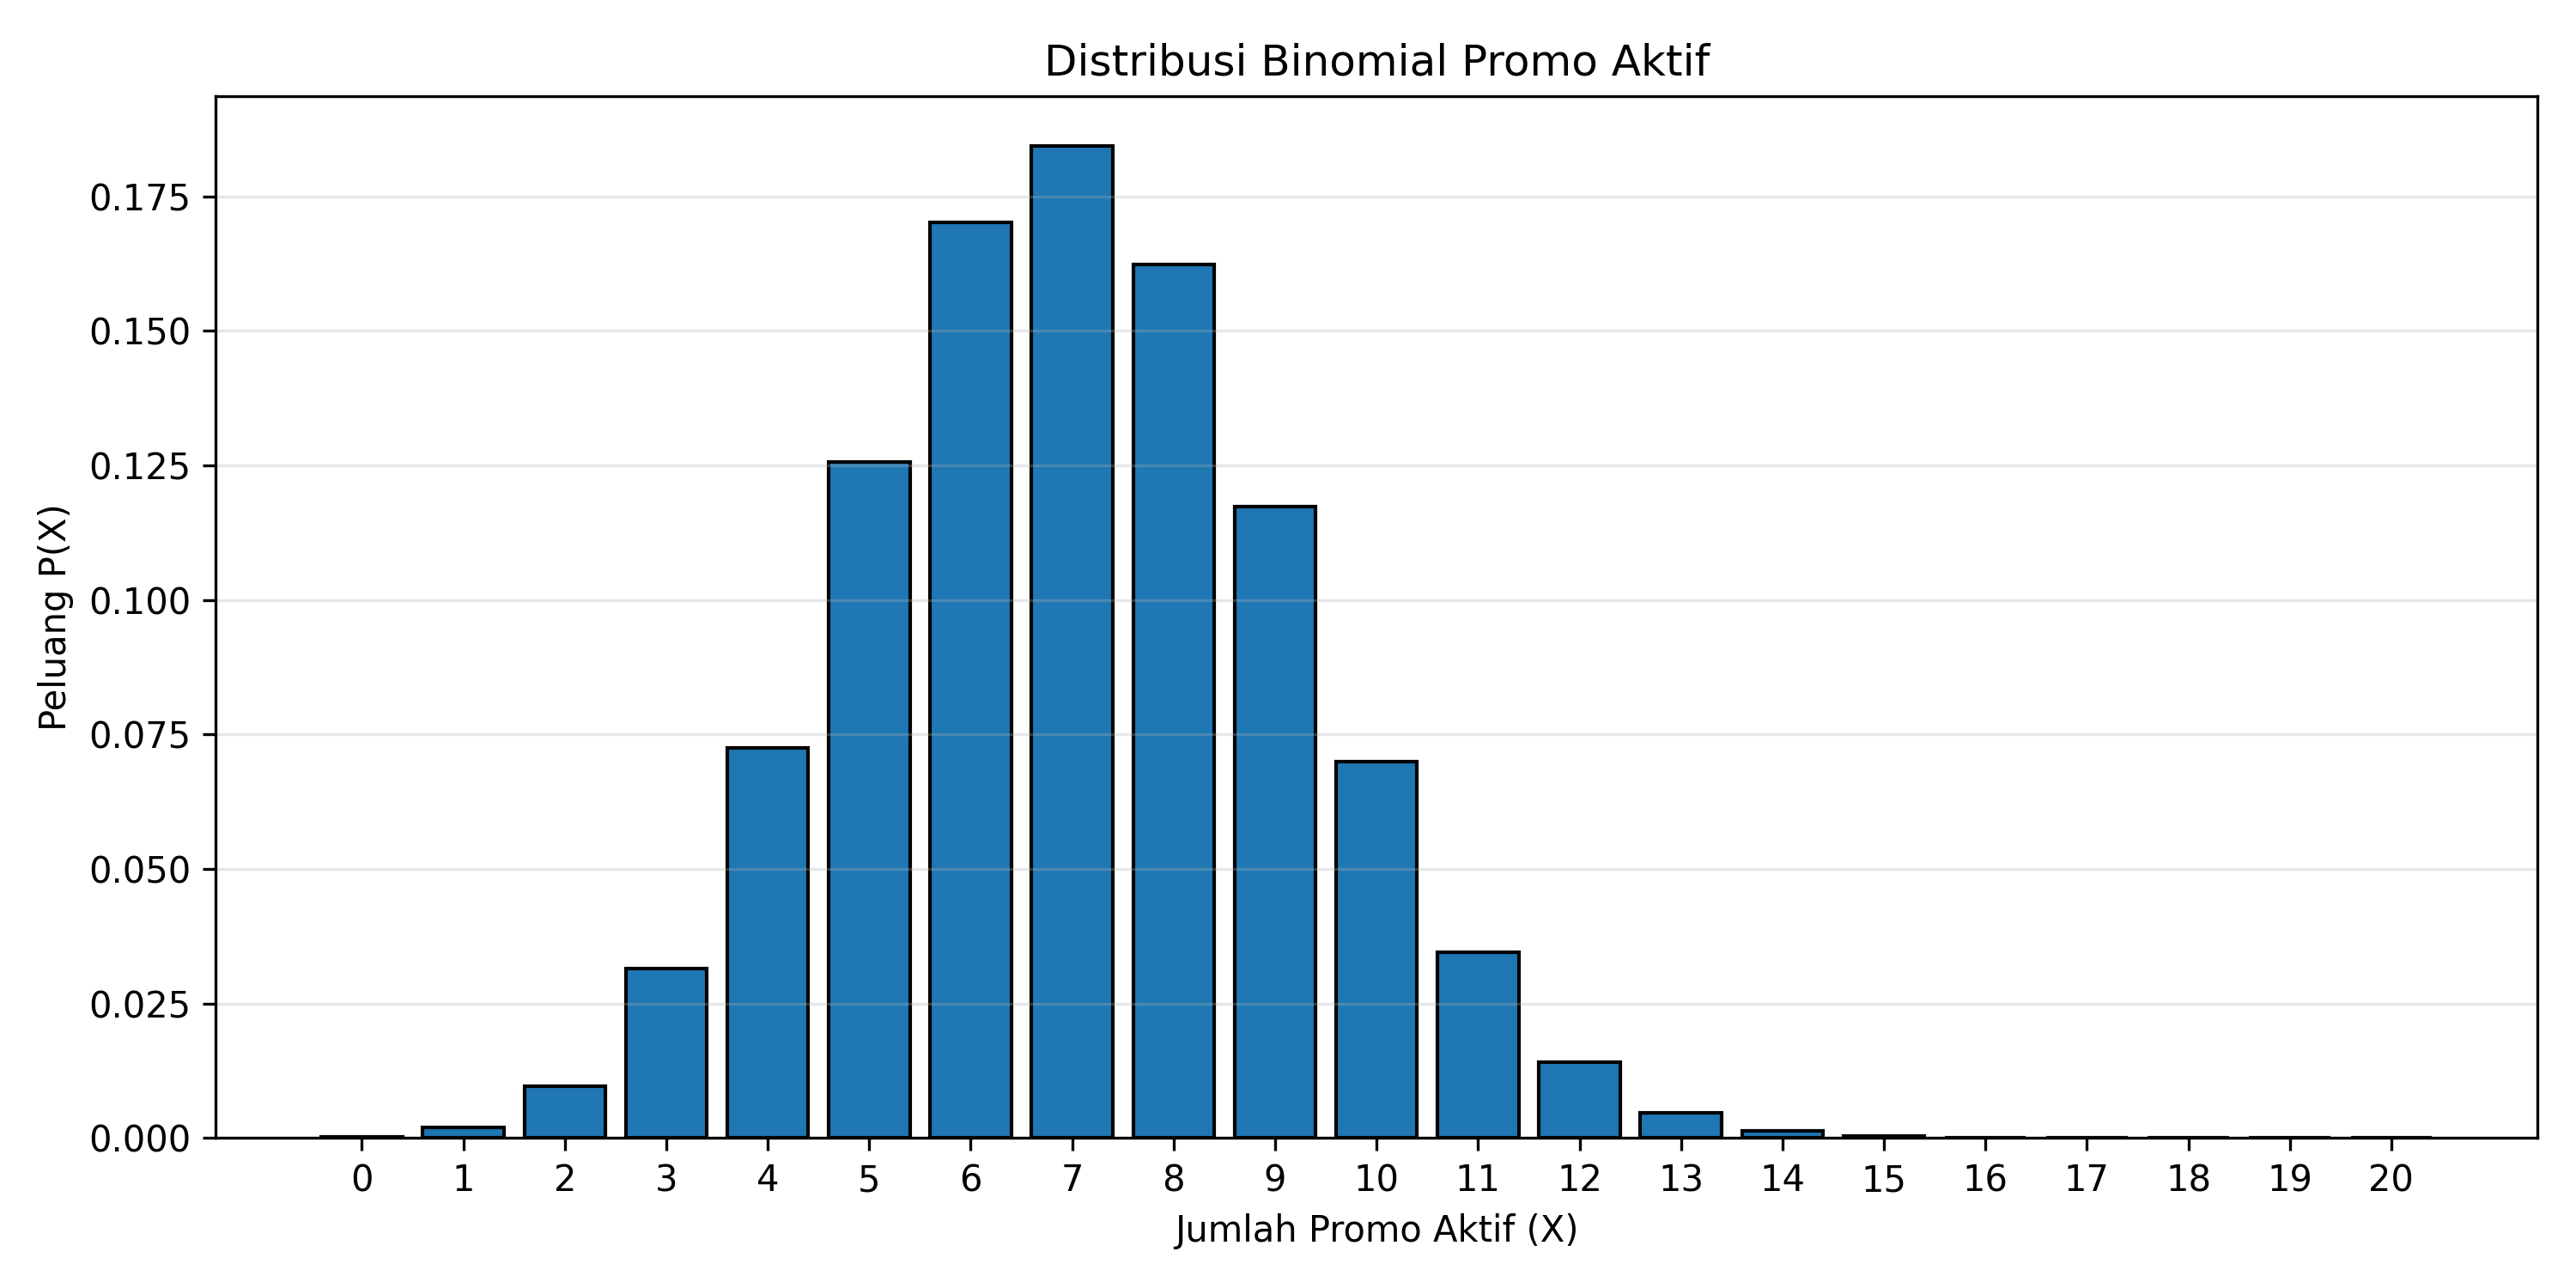 Distribusi Binomial Promo Aktif
Peluang P(X)
0.175
0.150
0.125
0.100
0.075
0.050
0.025
0.000
0 1 2 3 4 5 6 7 8 9 10 11 12 13 14 15 16 17 18 19 20
Jumlah Promo Aktif (X)